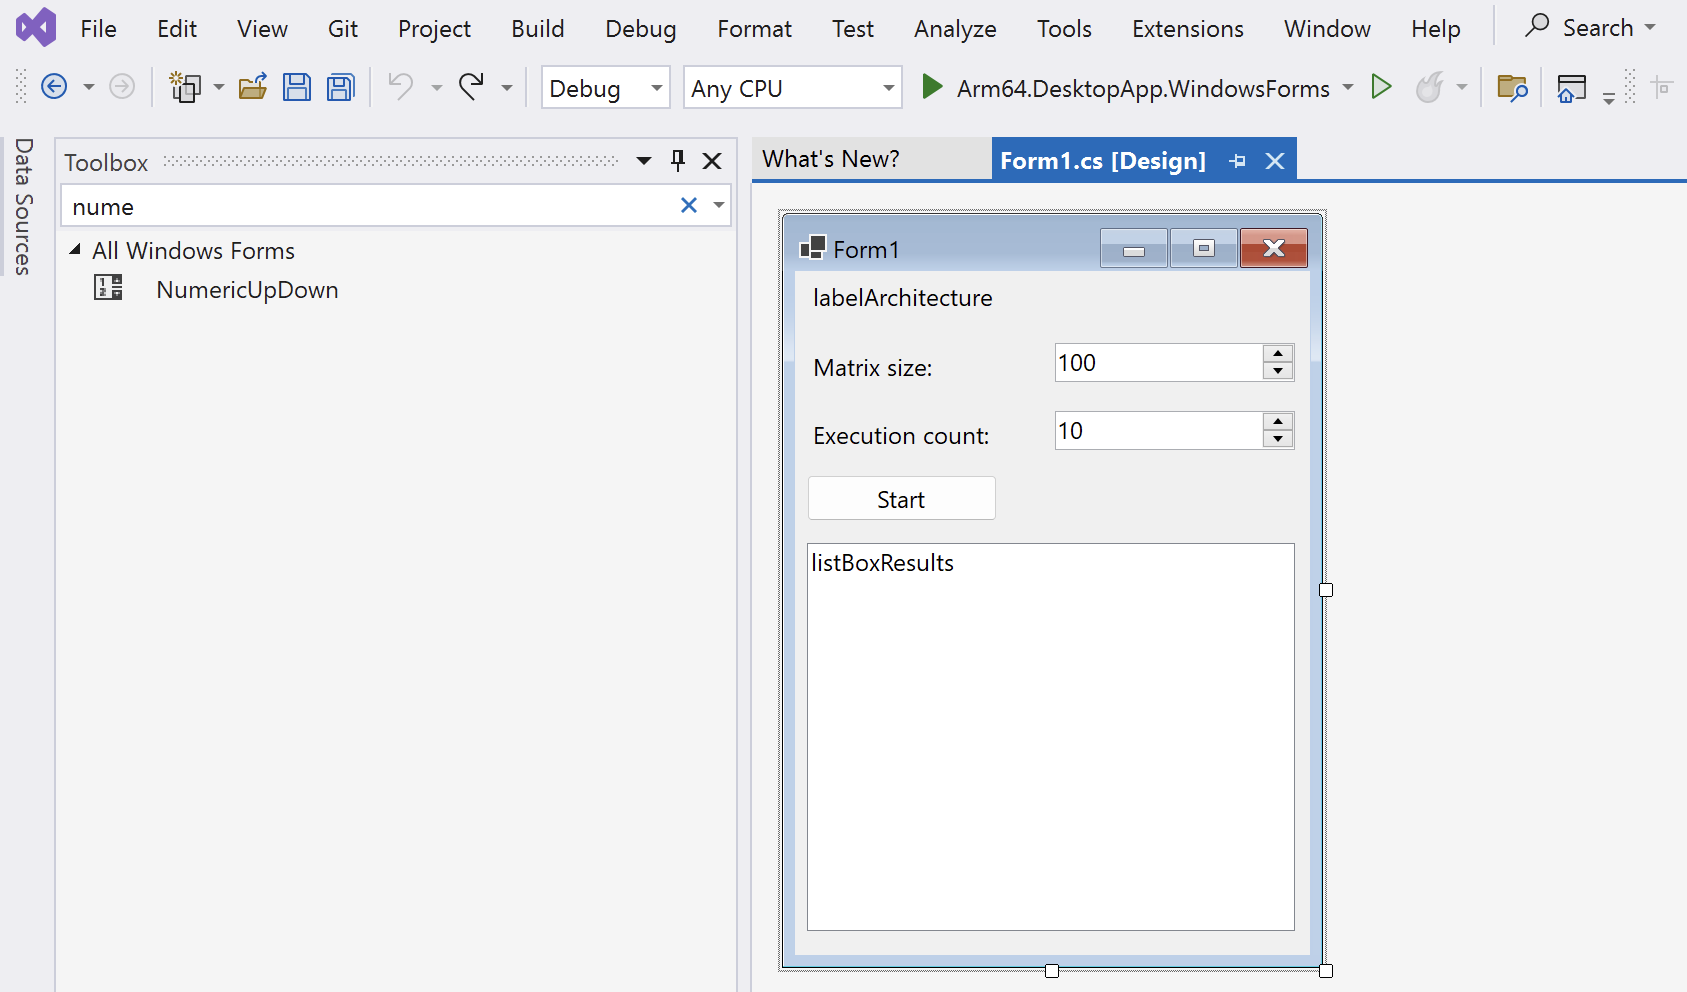 File Edit View Git Project Build Debug Format Test Analyze Tools Extensions Window Help Search
Debug Any CPU Arm64.DesktopApp.WindowsForms
Data Sources
Toolbox
nume
All Windows Forms
NumericUpDown
What's New? Form1.cs [Design]
Form1
labelArchitecture
Matrix size: 100
Execution count: 10
Start
listBoxResults